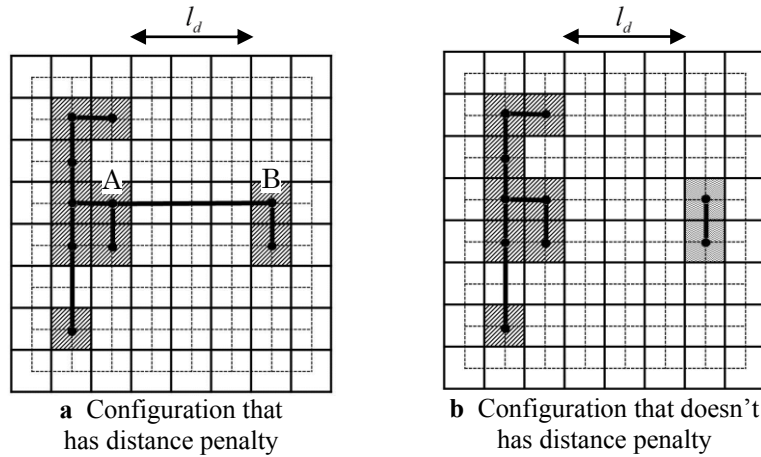 l_d
l_d
A
B
a Configuration that
has distance penalty
b Configuration that doesn't
has distance penalty